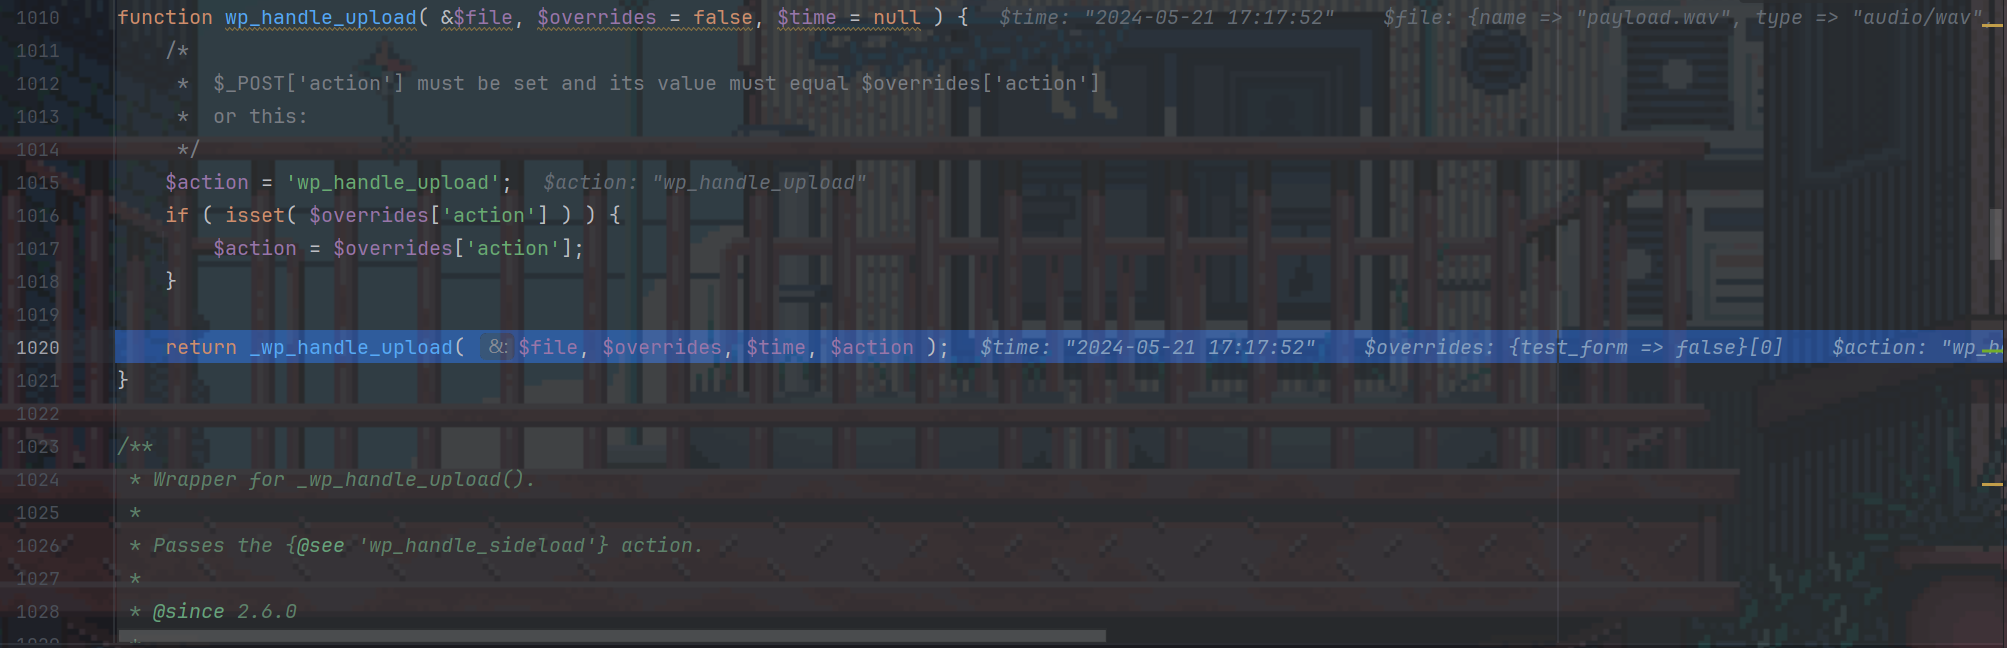 1010 function wp_handle_upload( &$file, $overrides = false, $time = null ) { $time: "2024-05-21 17:17:52" $file: {name => "payload.wav", type => "audio/wav",
1011 /*
1012 * $_POST['action'] must be set and its value must equal $overrides['action']
1013 * or this:
1014 */
1015 $action = 'wp_handle_upload'; $action: "wp_handle_upload"
1016 if ( isset( $overrides['action'] ) ) {
1017 $action = $overrides['action'];
1018 }
1019
1020 return _wp_handle_upload( &: $file, $overrides, $time, $action ); $time: "2024-05-21 17:17:52" $overrides: {test_form => false}[0] $action: "wp_h
1021 }
1022
1023 /**
1024 * Wrapper for _wp_handle_upload().
1025 *
1026 * Passes the {@see 'wp_handle_sideload'} action.
1027 *
1028 * @since 2.6.0
1029 *